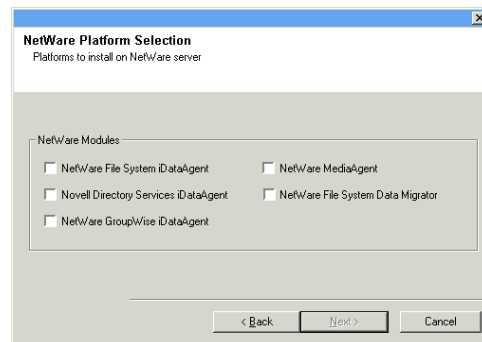 NetWare Platform Selection
Platforms to install on NetWare server
NetWare Modules
NetWare File System iDataAgent
NetWare MediaAgent
Novell Directory Services iDataAgent
NetWare File System Data Migrator
NetWare GroupWise iDataAgent
< Back
Next >
Cancel